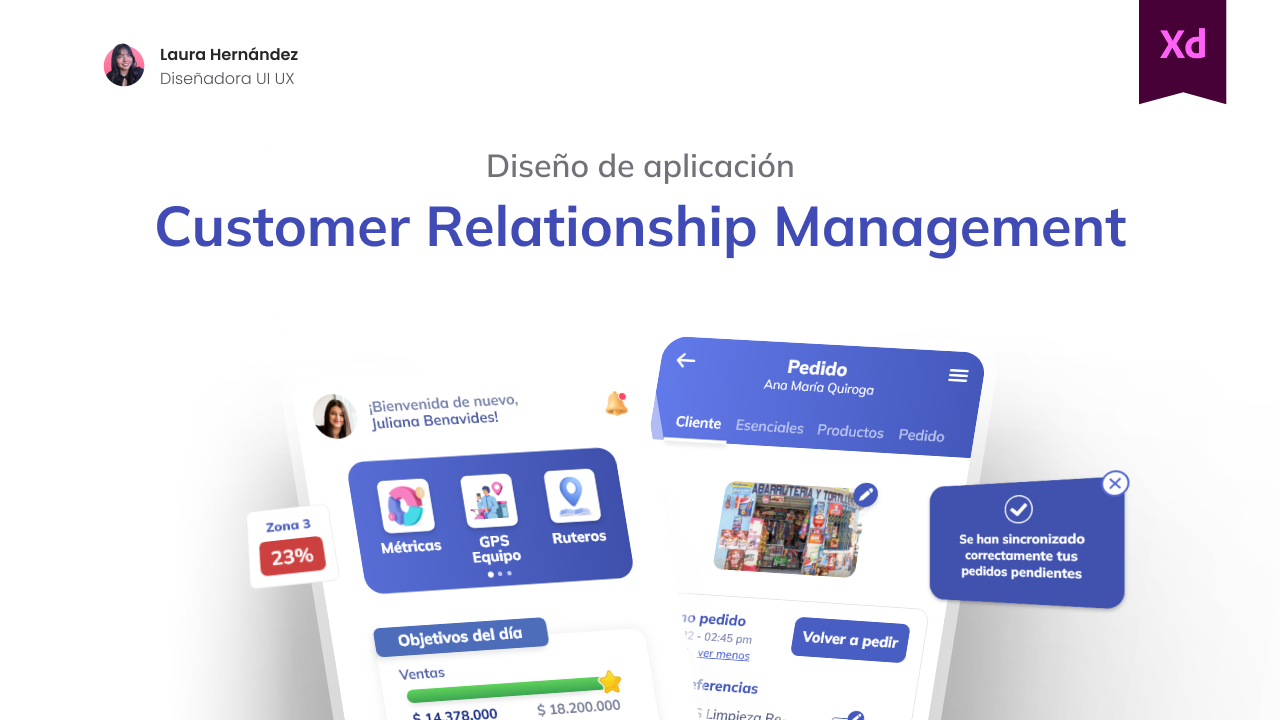 Laura Hernández
Diseñadora UI UX
Xd
Diseño de aplicación
Customer Relationship Management
¡Bienvenida de nuevo,
Juliana Benavides!
Zona 3
23%
Métricas
GPS
Equipo
Ruteros
Objetivos del día
Ventas
$ 14.378.000
$ 18.200.000
Pedido
Ana María Quiroga
Cliente
Esenciales
Productos
Pedido
ABARROTERIA Y
pedido
- 02:45 pm
ver menos
Volver a pedir
Limpieza
Se han sincronizado
correctamente tus
pedidos pendientes